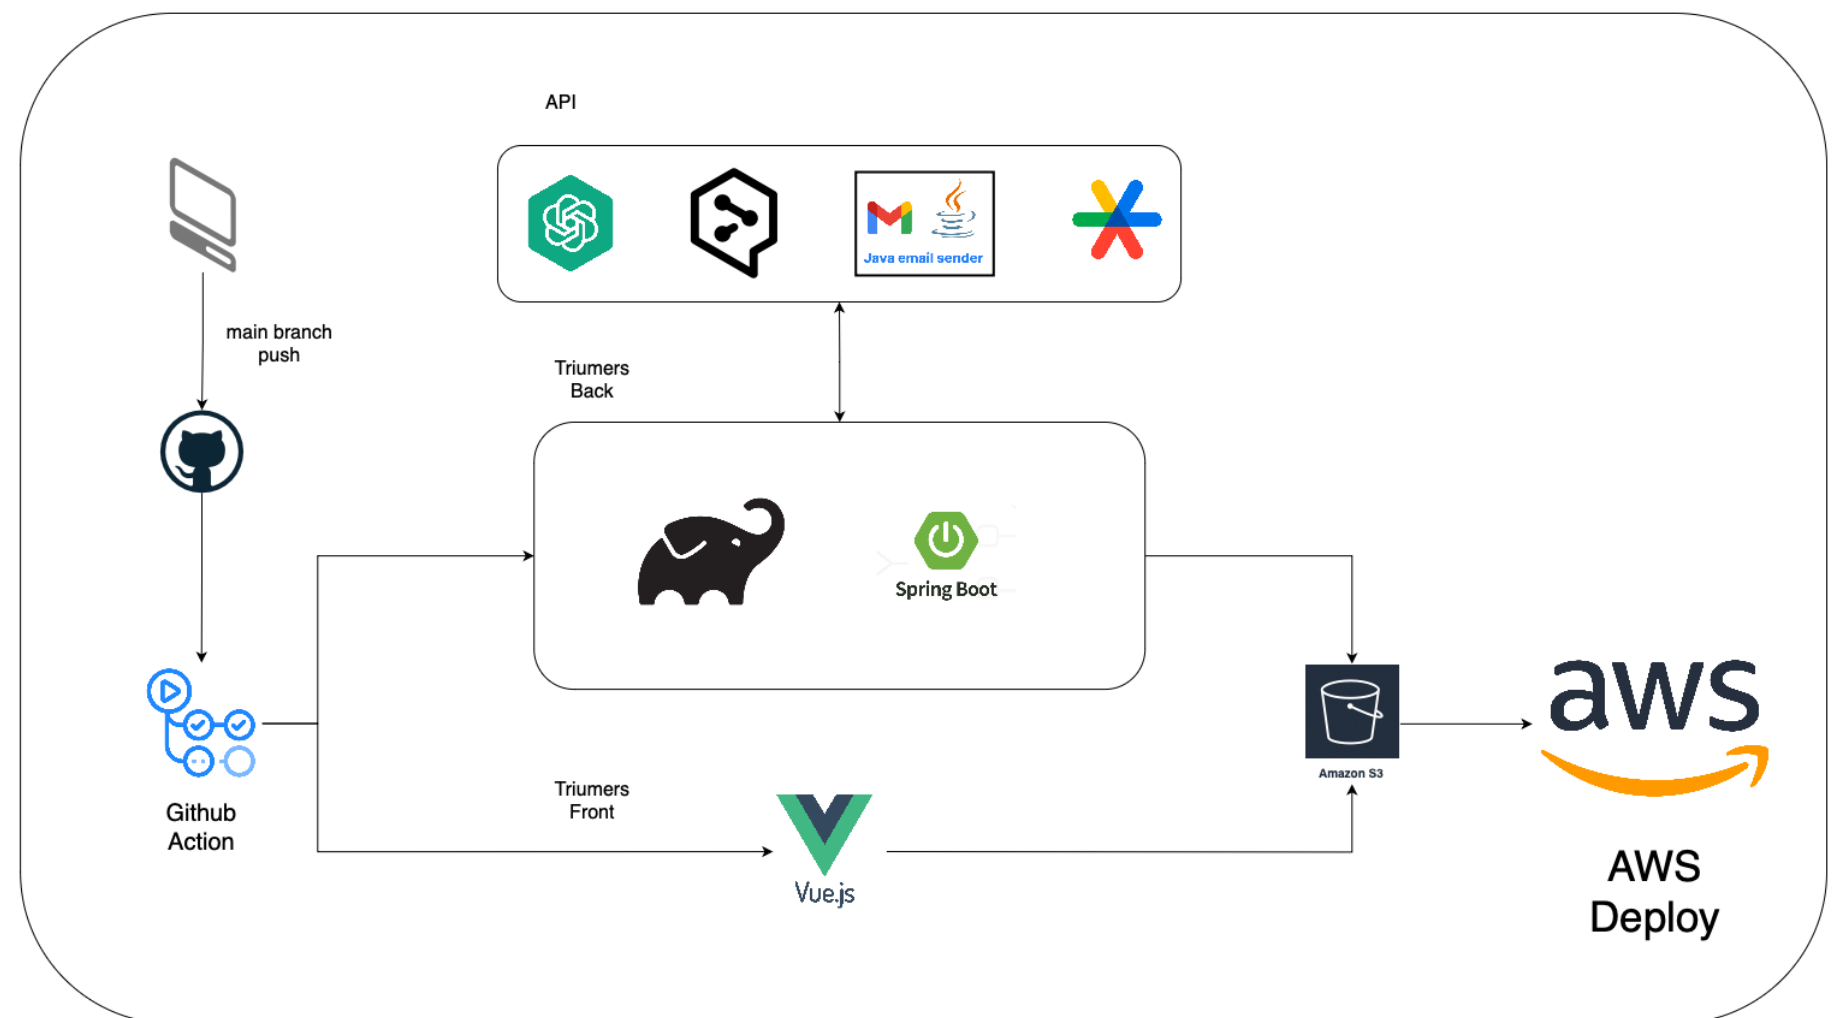 API
Java email sender
main branch
push
Triumers
Back
Spring Boot
Github
Action
Triumers
Front
Vue.js
Amazon S3
aws
AWS
Deploy